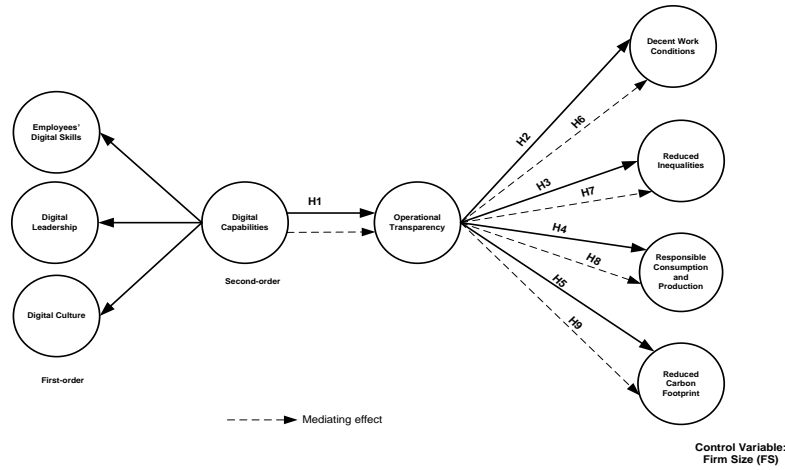 Decent Work
Conditions
Employees'
Digital Skills
H2
H6
Reduced
Inequalities
H3
H7
H1
Digital
Leadership
Digital
Capabilities
Operational
Transparency
H4
H8
Responsible
Consumption
and
Production
Second-order
H5
Digital Culture
H9
First-order
Reduced
Carbon
Footprint
Mediating effect
Control Variable:
Firm Size (FS)